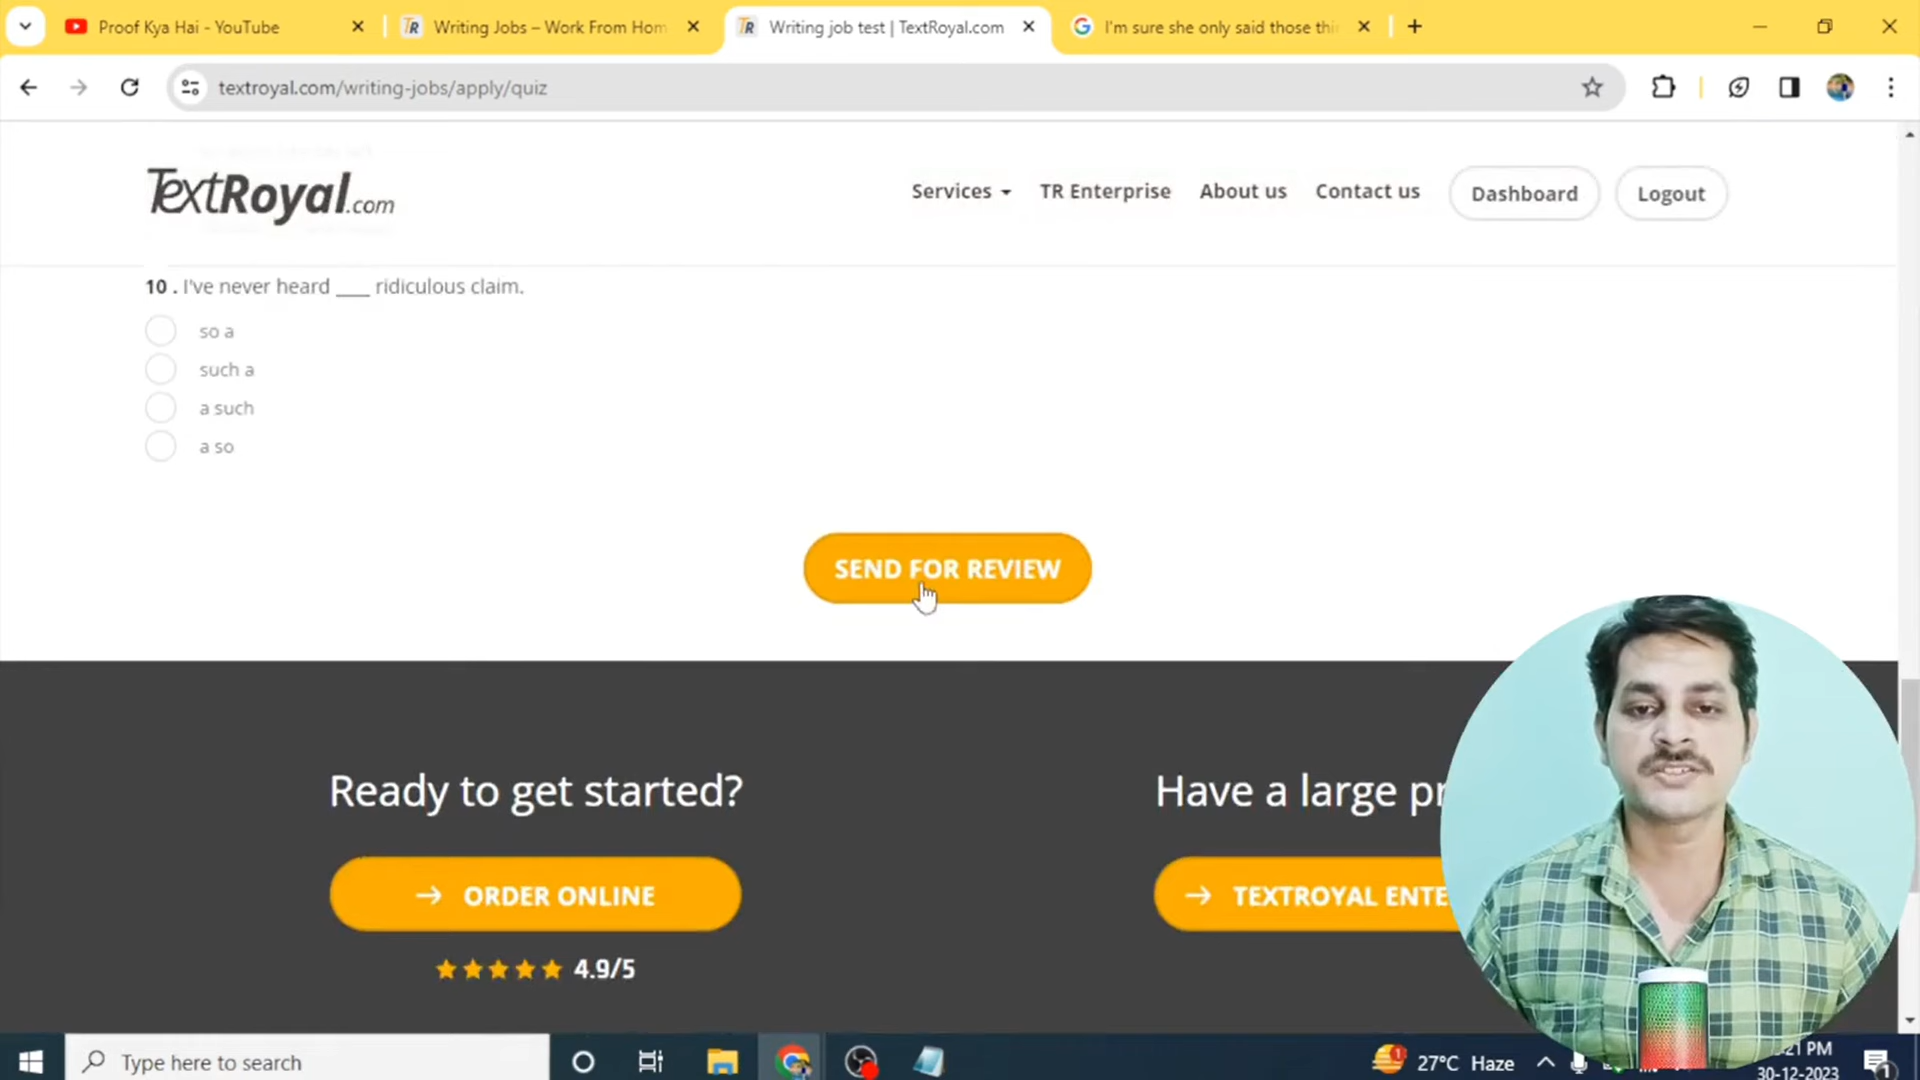 Proof Kya Hai - YouTube
Writing Jobs – Work From Hom
Writing job test | TextRoyal.com
I'm sure she only said those thi
textroyal.com/writing-jobs/apply/quiz
TextRoyal.com
Services
TR Enterprise
About us
Contact us
Dashboard
Logout
10 . I've never heard ____ ridiculous claim.
so a
such a
a such
a so
SEND FOR REVIEW
Ready to get started?
Have a large pr
→ ORDER ONLINE
→ TEXTROYAL ENTE
4.9/5
Type here to search
27°C Haze
:21 PM
30-12-2023